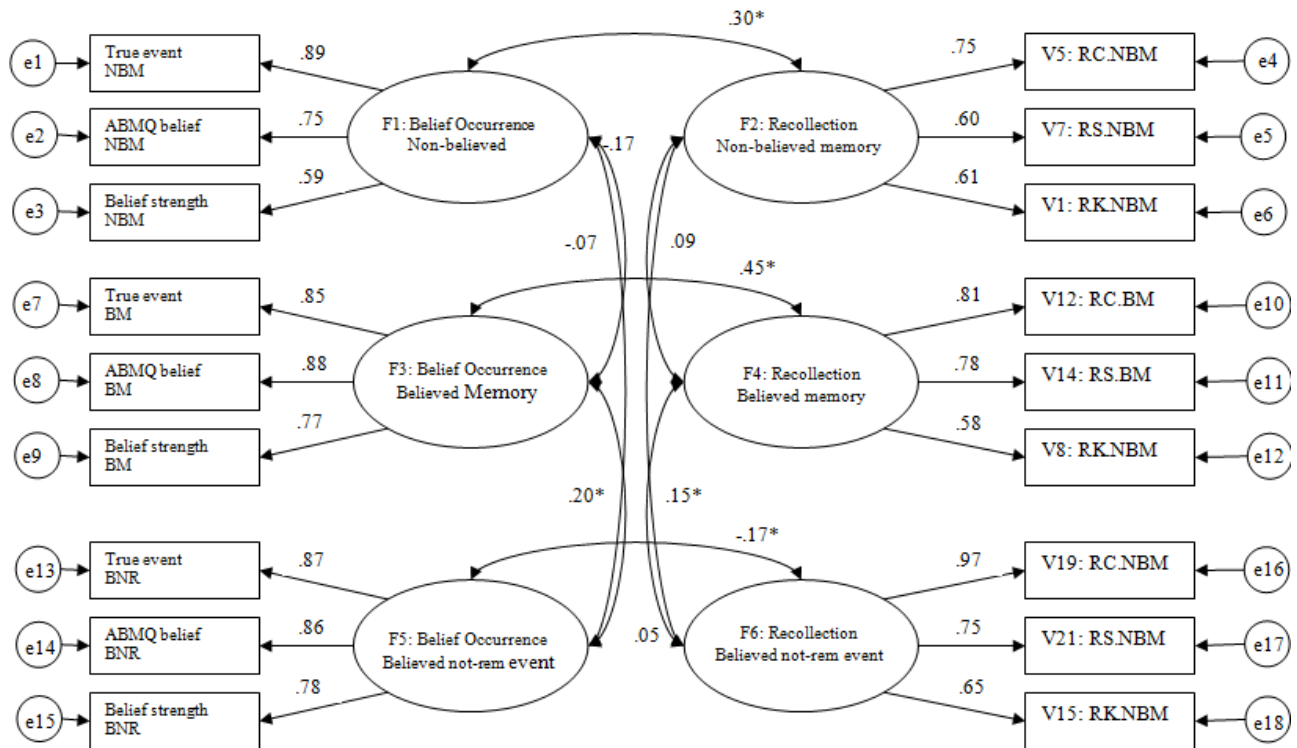 .30*
e1
True event
NBM
.89
e2
ABMQ belief
NBM
.75
e3
Belief strength
NBM
.59
F1: Belief Occurrence
Non-believed
F2: Recollection
Non-believed memory
.75
V5: RC.NBM
e4
.60
V7: RS.NBM
e5
.61
V1: RK.NBM
e6
-.17
-.07
.09
.45*
e7
True event
BM
.85
e8
ABMQ belief
BM
.88
e9
Belief strength
BM
.77
F3: Belief Occurrence
Believed Memory
F4: Recollection
Believed memory
.81
V12: RC.BM
e10
.78
V14: RS.BM
e11
.58
V8: RK.NBM
e12
.20*
.15*
-.17*
e13
True event
BNR
.87
e14
ABMQ belief
BNR
.86
e15
Belief strength
BNR
.78
F5: Belief Occurrence
Believed not-rem event
.05
F6: Recollection
Believed not-rem event
.97
V19: RC.NBM
e16
.75
V21: RS.NBM
e17
.65
V15: RK.NBM
e18